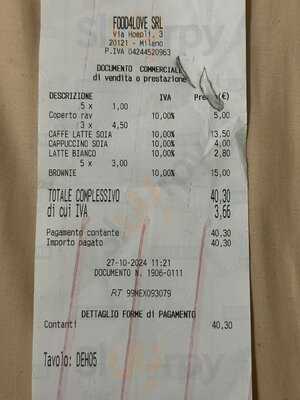 FOOD4LOVE SRL
Via Hoepli, 3
20121 - Milano
P.IVA 04244520963
DOCUMENTO COMMERCIALE
di vendita o prestazione
DESCRIZIONE IVA Prezzo(€)
5 x 1,00
Coperto rav 10,00% 5,00
3 x 4,50
CAFFE LATTE SOIA 10,00% 13,50
CAPPUCCINO SOIA 10,00% 4,00
LATTE BIANCO 10,00% 2,80
5 x 3,00
BROWNIE 10,00% 15,00
TOTALE COMPLESSIVO 40,30
di cui IVA 3,66
Pagamento contante 40,30
Importo pagato 40,30
27-10-2024 11:21
DOCUMENTO N. 1906-0111
RT 99MEX093079
DETTAGLIO FORME di PAGAMENTO
Contanti 40,30
Tavolo: DEH05